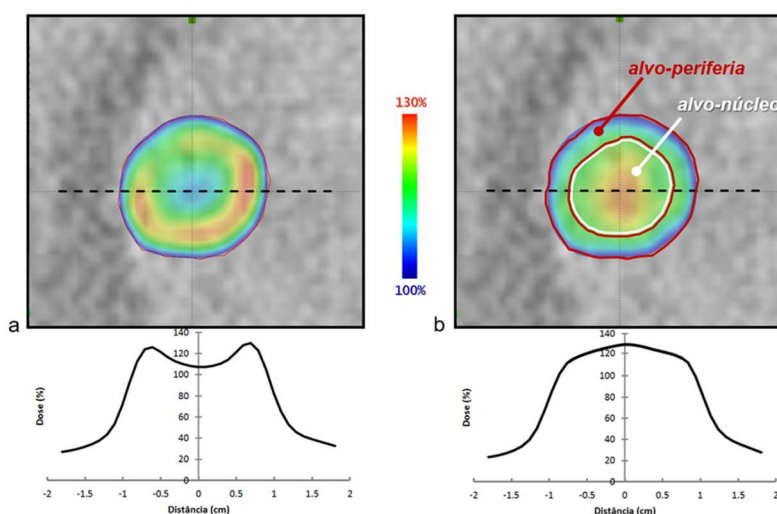 alvo-periferia
alvo-núcleo
130%
100%
a
b
140
120
100
80
60
40
20
0
Dose (%)
-2 -1.5 -1 -0.5 0 0.5 1 1.5 2
Distância (cm)
140
120
100
80
60
40
20
0
Dose (%)
-2 -1.5 -1 -0.5 0 0.5 1 1.5 2
Distância (cm)